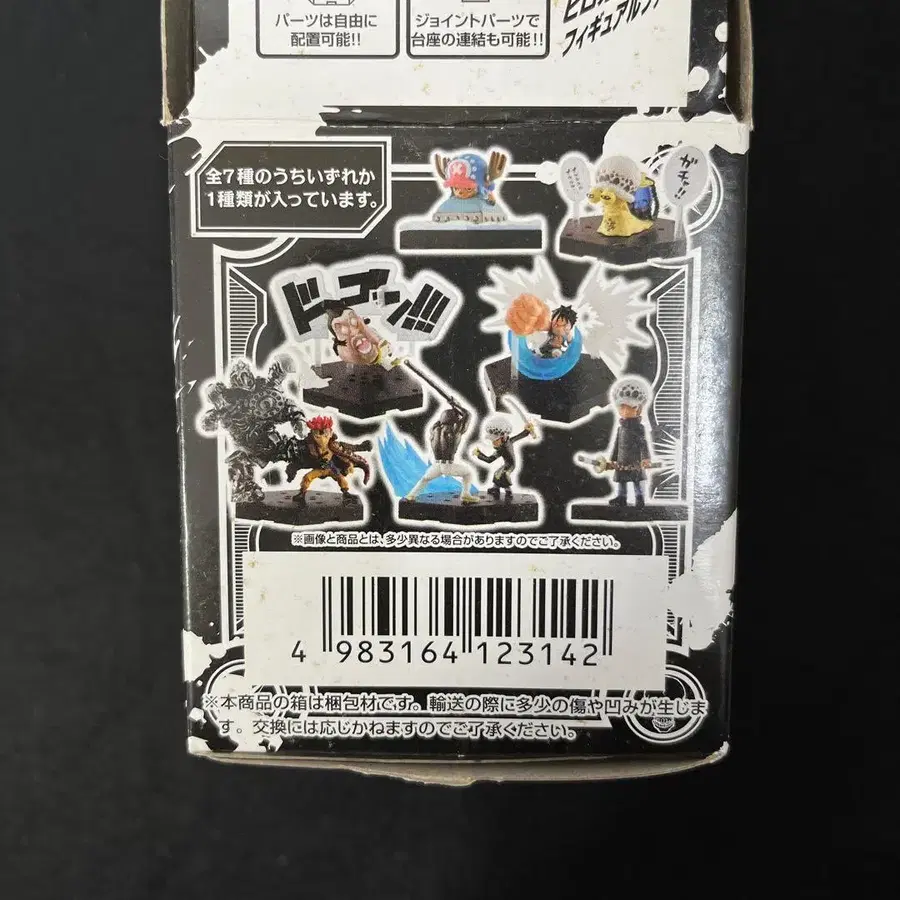 パーツは自由に
配置可能!!
ジョイントパーツで
台座の連結も可能!!
全7種のうちいずれか
1種類が入っています。
ガチャ!!
ドーゴン!!!
※画像と商品とは、多少異なる場合がありますのでご了承ください。
4 983164 123142
※本商品の箱は梱包材です。輸送の際に多少の傷や凹みが生じま
す。交換には応じかねますのでご了承ください。